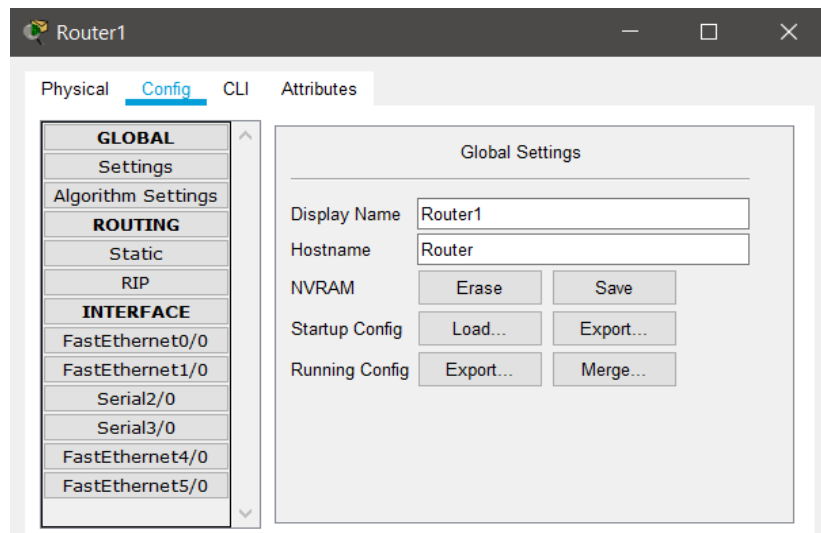 Router1
Physical Config CLI Attributes
GLOBAL
Settings
Algorithm Settings
ROUTING
Static
RIP
INTERFACE
FastEthernet0/0
FastEthernet1/0
Serial2/0
Serial3/0
FastEthernet4/0
FastEthernet5/0
Global Settings
Display Name Router1
Hostname Router
NVRAM Erase Save
Startup Config Load... Export...
Running Config Export... Merge...